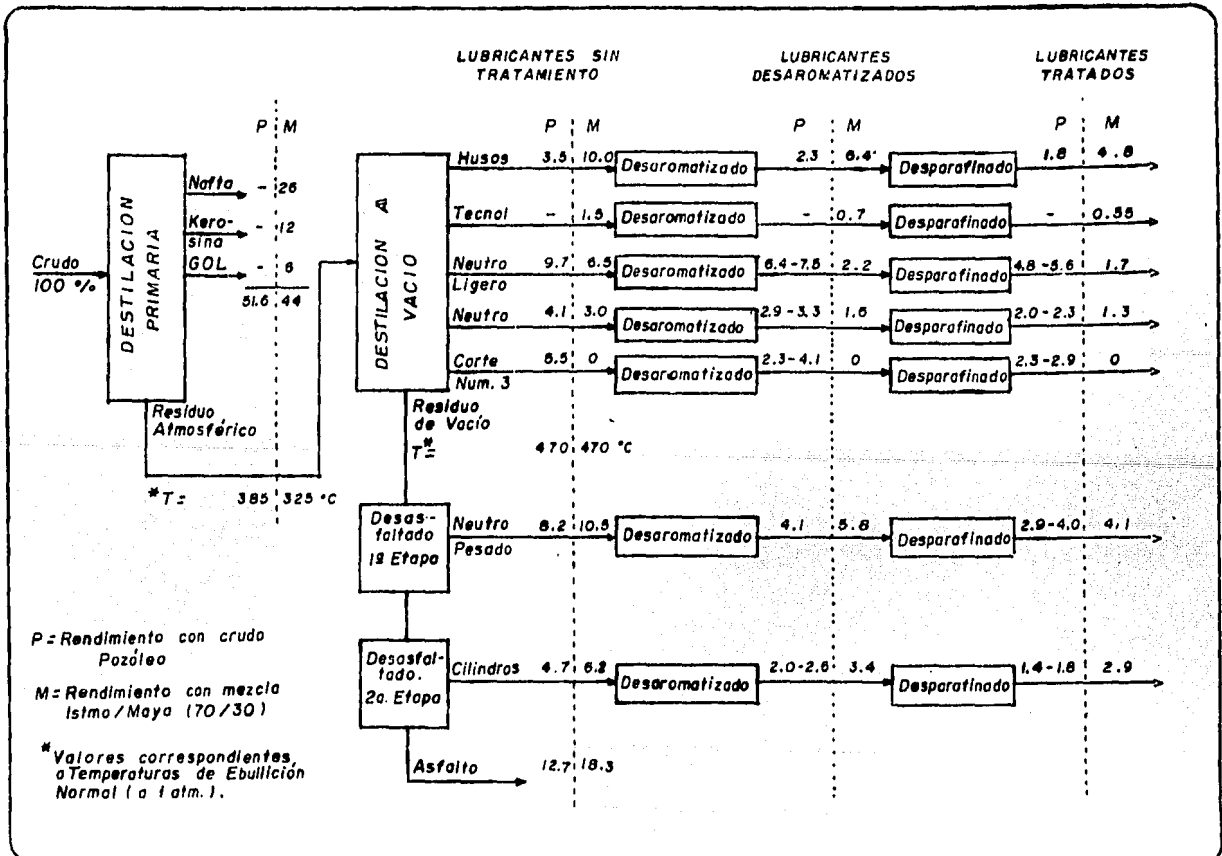 LUBRICANTES SIN
TRATAMIENTO
LUBRICANTES
DESAROMATIZADOS
LUBRICANTES
TRATADOS
P M
P M
P M
P M
Crudo
100 %
DESTILACION
PRIMARIA
Nafta - 26
Kero-
sina - 12
GOL - 6
51.6 44
Residuo
Atmosférico
*T= 385 325 °C
DESTILACION A
VACIO
Husos 3.5 10.0 Desaromatizado 2.3 6.4 Desparafinado 1.8 4.8
Tecnol - 1.5 Desaromatizado - 0.7 Desparafinado - 0.55
Neutro 9.7 6.5 Desaromatizado 6.4-7.5 2.2 Desparafinado 4.8-5.6 1.7
Ligero
Neutro 4.1 3.0 Desaromatizado 2.9-3.3 1.6 Desparafinado 2.0-2.3 1.3
Corte 5.5 0 Desaromatizado 2.3-4.1 0 Desparafinado 2.3-2.9 0
Num. 3
Residuo
de Vacío
T*= 470 470 °C
Desas-
faltado
1ª Etapa
Neutro 8.2 10.5 Desaromatizado 4.1 5.8 Desparafinado 2.9-4.0 4.1
Pesado
Desasfal-
tado.
2a. Etapa
Cilindros 4.7 6.2 Desaromatizado 2.0-2.6 3.4 Desparafinado 1.4-1.8 2.9
Asfalto 12.7 18.3
P = Rendimiento con crudo
Pozóleo
M = Rendimiento con mezcla
Istmo/Maya (70/30)
*Valores correspondientes,
a Temperaturas de Ebullición
Normal (a 1 atm.).